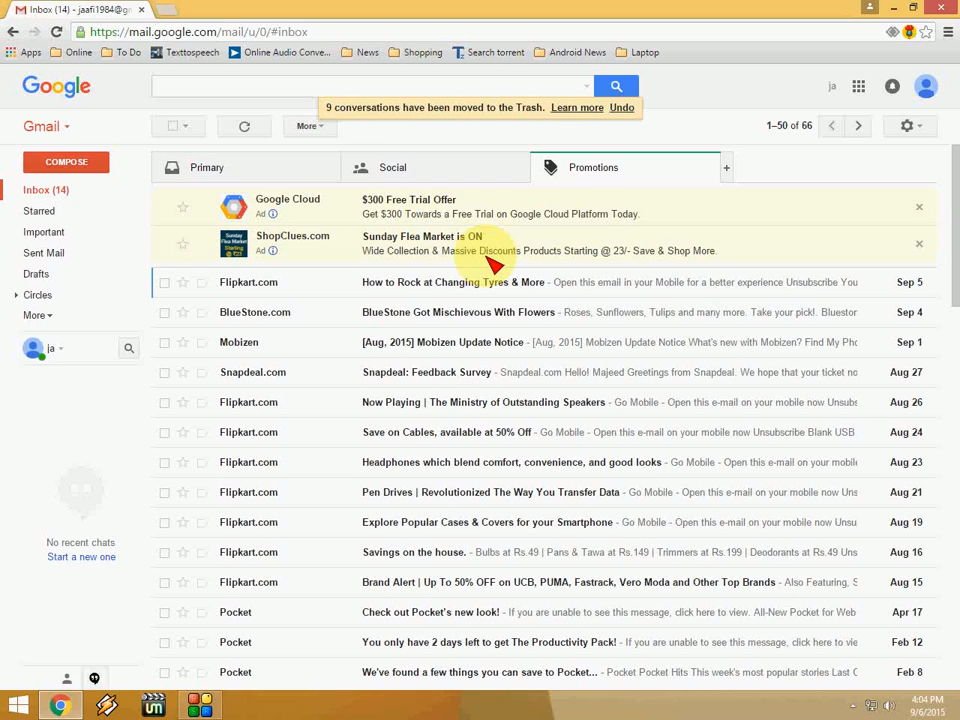 Inbox (14) - jaafi1984@gm
https://mail.google.com/mail/u/0/#inbox
Apps Online To Do Texttospeech Online Audio Conve... News Shopping Search torrent Android News Laptop
Google
ja
9 conversations have been moved to the Trash. Learn more Undo
Gmail
More
1–50 of 66
COMPOSE
Primary
Social
Promotions
+
Inbox (14)
Starred
Important
Sent Mail
Drafts
Circles
More
ja
No recent chats
Start a new one
Google Cloud $300 Free Trial Offer
Ad Get $300 Towards a Free Trial on Google Cloud Platform Today.
ShopClues.com Sunday Flea Market is ON
Ad Wide Collection & Massive Discounts Products Starting @ 23/- Save & Shop More.
Flipkart.com How to Rock at Changing Tyres & More - Open this email in your Mobile for a better experience Unsubscribe You Sep 5
BlueStone.com BlueStone Got Mischievous With Flowers - Roses, Sunflowers, Tulips and many more. Take your pick!. Bluestor Sep 4
Mobizen [Aug, 2015] Mobizen Update Notice - [Aug, 2015] Mobizen Update Notice What's new with Mobizen? Find My Pho Sep 1
Snapdeal.com Snapdeal: Feedback Survey - Snapdeal.com Hello! Majeed Greetings from Snapdeal. We hope that your ticket no Aug 27
Flipkart.com Now Playing | The Ministry of Outstanding Speakers - Go Mobile - Open this e-mail on your mobile now Unsubs Aug 26
Flipkart.com Save on Cables, available at 50% Off - Go Mobile - Open this e-mail on your mobile now Unsubscribe Blank USB Aug 24
Flipkart.com Headphones which blend comfort, convenience, and good looks - Go Mobile - Open this e-mail on your mobile Aug 23
Flipkart.com Pen Drives | Revolutionized The Way You Transfer Data - Go Mobile - Open this e-mail on your mobile now Uns Aug 21
Flipkart.com Explore Popular Cases & Covers for your Smartphone - Go Mobile - Open this e-mail on your mobile now Unsu Aug 19
Flipkart.com Savings on the house. - Bulbs at Rs.49 | Pans & Tawa at Rs.149 | Trimmers at Rs.199 | Deodorants at Rs.49 Uns Aug 16
Flipkart.com Brand Alert | Up To 50% OFF on UCB, PUMA, Fastrack, Vero Moda and Other Top Brands - Also Featuring, S Aug 15
Pocket Check out Pocket's new look! - If you are unable to see this message, click here to view. All-New Pocket for Web Apr 17
Pocket You only have 2 days left to get The Productivity Pack! - If you are unable to see this message, click here to vie Feb 12
Pocket We've found a few things you can save to Pocket... - Pocket Pocket Hits This week's most popular stories Last C Feb 8
um
4:04 PM
9/6/2015